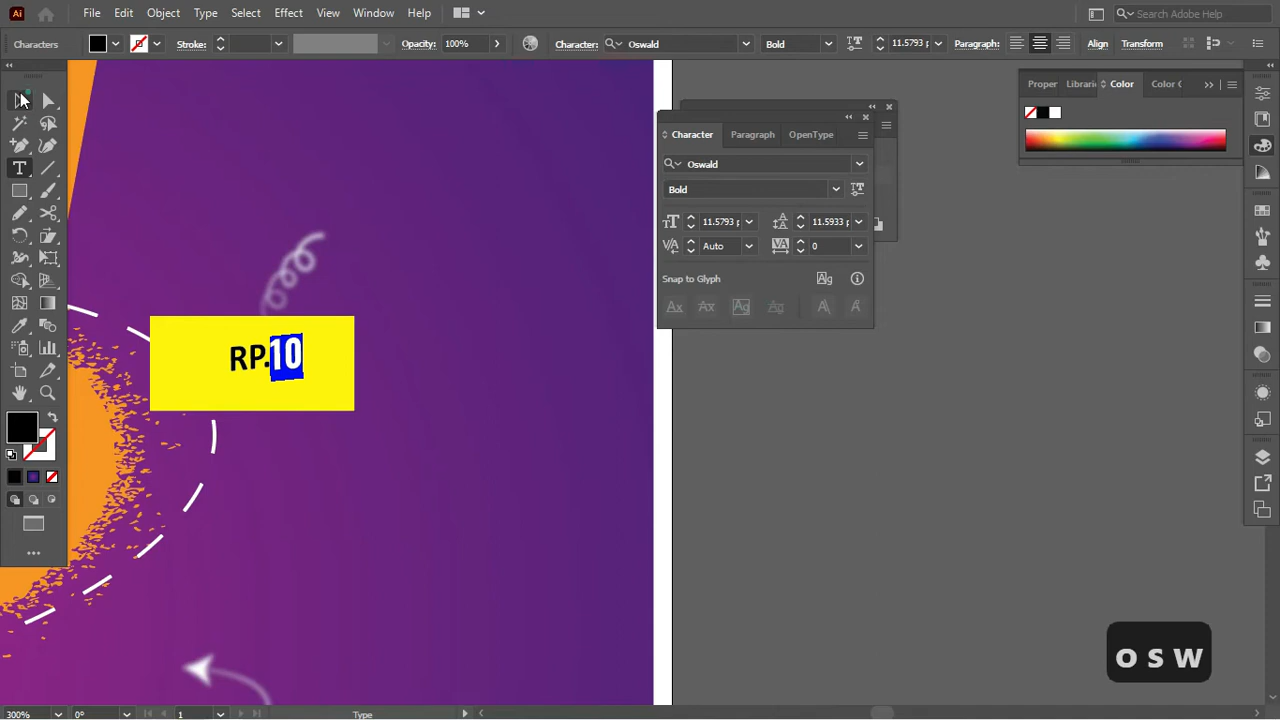 Ai File Edit Object Type Select Effect View Window Help Search Adobe Help
Characters Stroke: Opacity: 100% Character: Oswald Bold 11.5793 p Paragraph: Align Transform
Proper Librari Color Color G
Character Paragraph OpenType
Oswald
Bold
11.5793 p 11.5933 p
Auto 0
Snap to Glyph
RP.10
O S W
300% 0° 1 Type